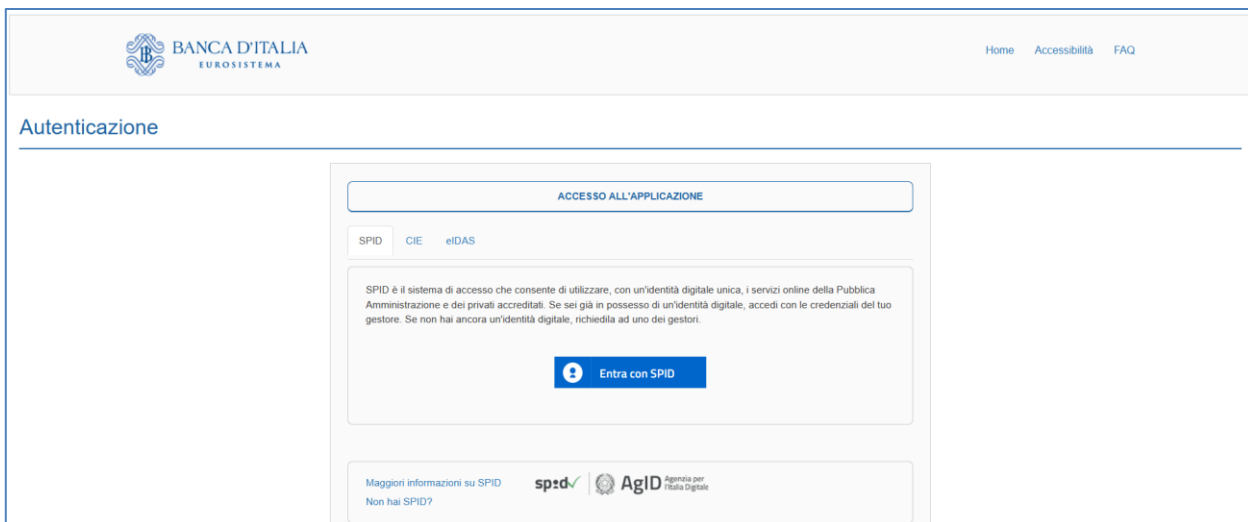 BANCA D'ITALIA
EUROSISTEMA
Home Accessibilità FAQ
Autenticazione
ACCESSO ALL'APPLICAZIONE
SPID CIE eIDAS
SPID è il sistema di accesso che consente di utilizzare, con un'identità digitale unica, i servizi online della Pubblica
Amministrazione e dei privati accreditati. Se sei già in possesso di un'identità digitale, accedi con le credenziali del tuo
gestore. Se non hai ancora un'identità digitale, richiedila ad uno dei gestori.
Entra con SPID
Maggiori informazioni su SPID
Non hai SPID?
spid
AgID Agenzia per
l'Italia Digitale